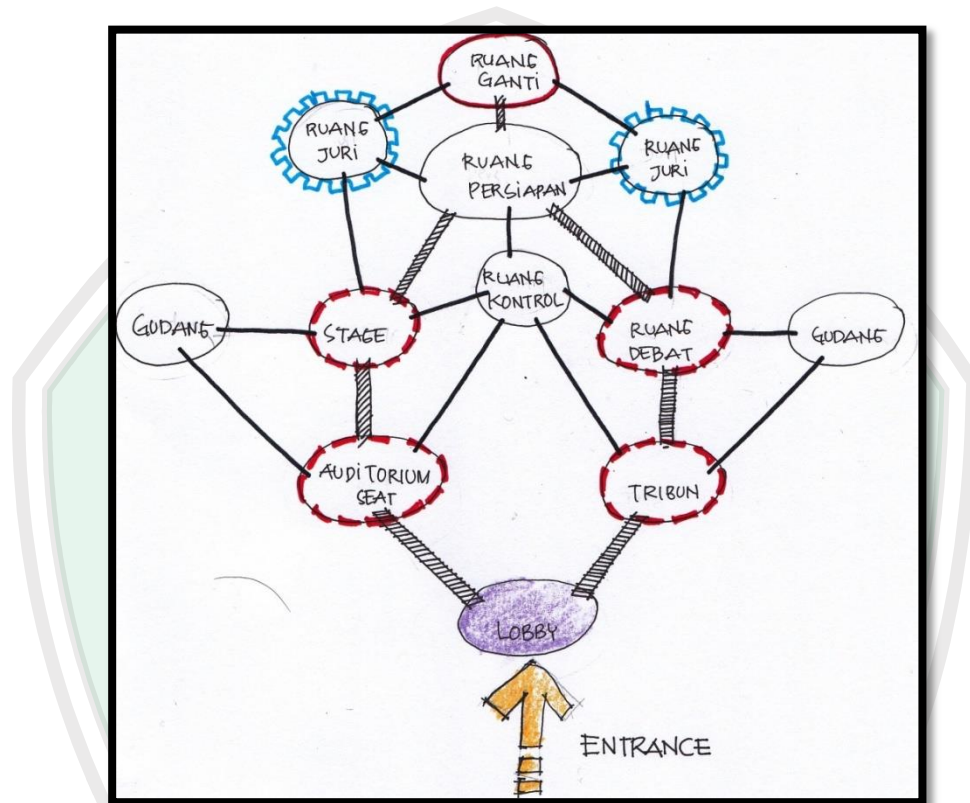 RUANG
GANTI
RUANG
JURI
RUANG
PERSIAPAN
RUANG
JURI
RUANG
KONTROL
GUDANG
STAGE
RUANG
DEBAT
GUDANG
AUDITORIUM
SEAT
TRIBUN
LOBBY
ENTRANCE